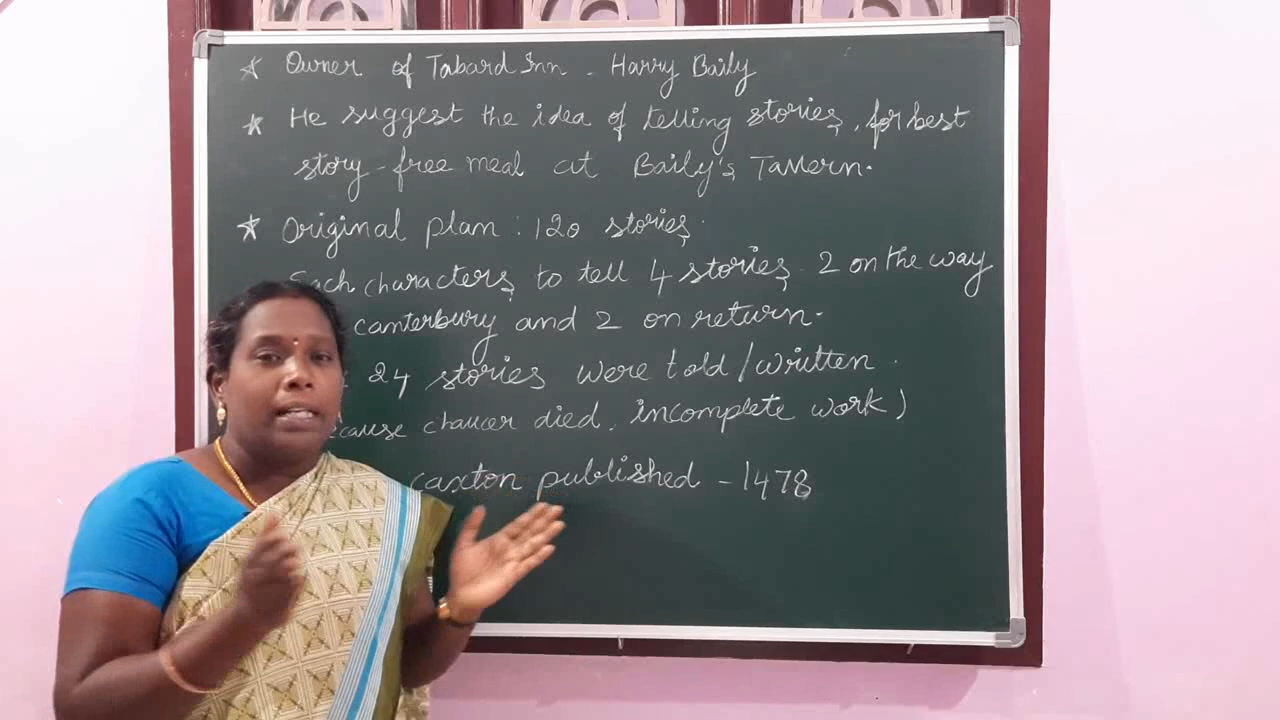 ★ Owner of Tabard Inn - Harry Baily
★ He suggest the idea of telling stories, for best
story - free meal at Baily's Tavern.
★ Original plan : 120 stories.
Each characters to tell 4 stories. 2 on the way
canterbury and 2 on return.
24 stories were told / written.
ecause chaucer died, incomplete work)
caxton published - 1478